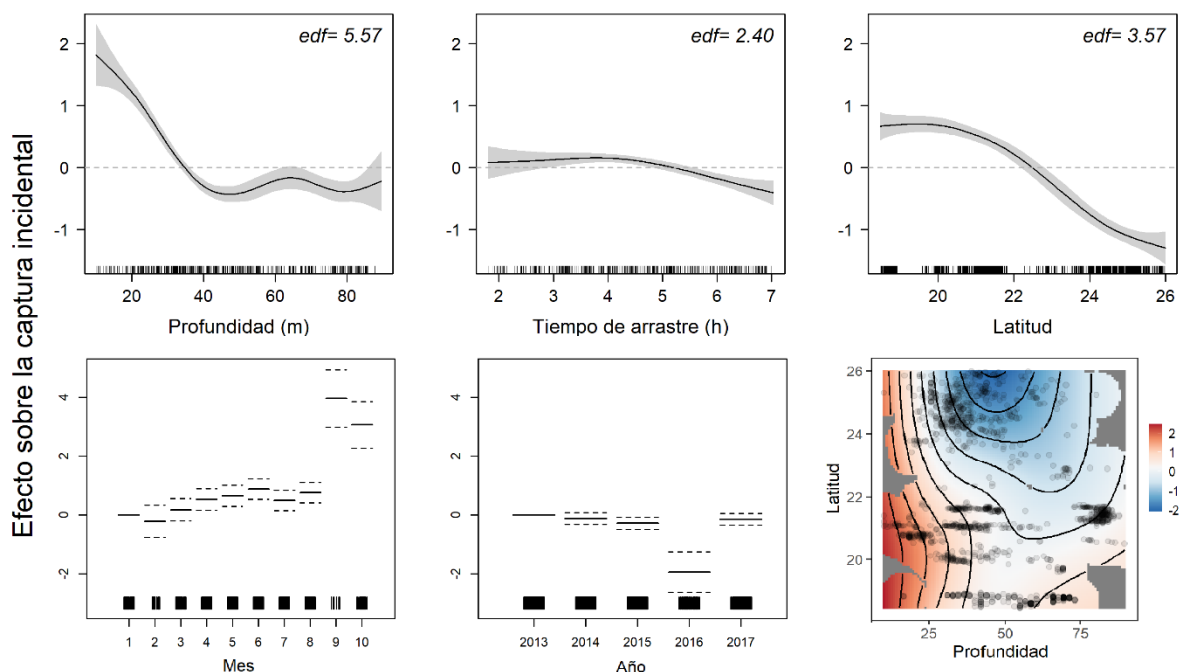 Efecto sobre la captura incidental
edf= 5.57
2
1
0
-1
20 40 60 80
Profundidad (m)
edf= 2.40
2
1
0
-1
2 3 4 5 6 7
Tiempo de arrastre (h)
edf= 3.57
2
1
0
-1
20 22 24 26
Latitud
4
2
0
-2
1 2 3 4 5 6 7 8 9 10
Mes
4
2
0
-2
2013 2014 2015 2016 2017
Año
Latitud
26
24
22
20
25 50 75
Profundidad
2
1
0
-1
-2